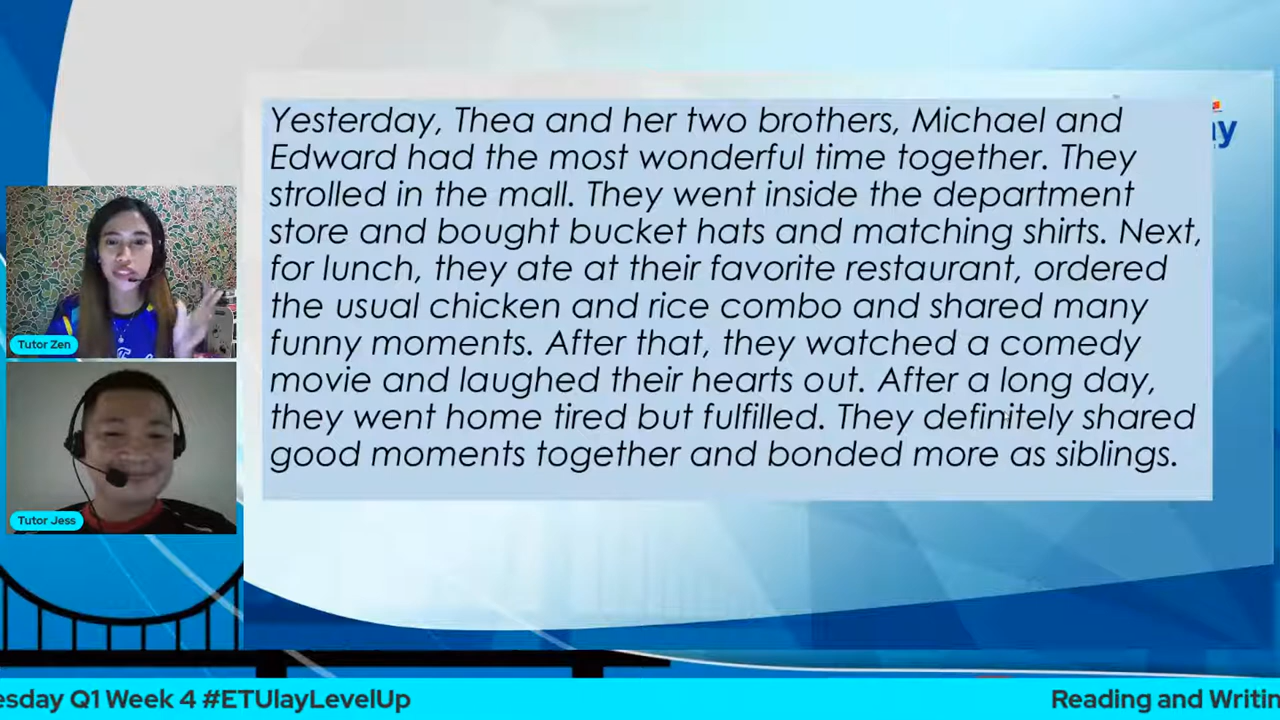 Yesterday, Thea and her two brothers, Michael and
Edward had the most wonderful time together. They
strolled in the mall. They went inside the department
store and bought bucket hats and matching shirts. Next,
for lunch, they ate at their favorite restaurant, ordered
the usual chicken and rice combo and shared many
funny moments. After that, they watched a comedy
movie and laughed their hearts out. After a long day,
they went home tired but fulfilled. They definitely shared
good moments together and bonded more as siblings.
Tutor Zen
Tutor Jess
esday Q1 Week 4 #ETUlayLevelUp
Reading and Writin